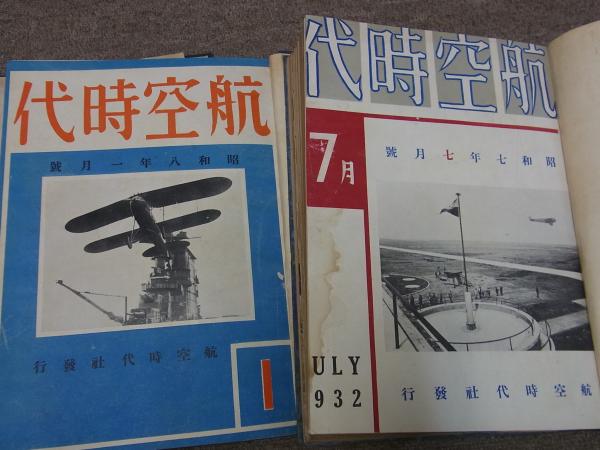 航空時代
昭和八年一月號
航空時代社發行
1
航空時代
7月
昭和七年七月號
ULY
932
航空時代社發行